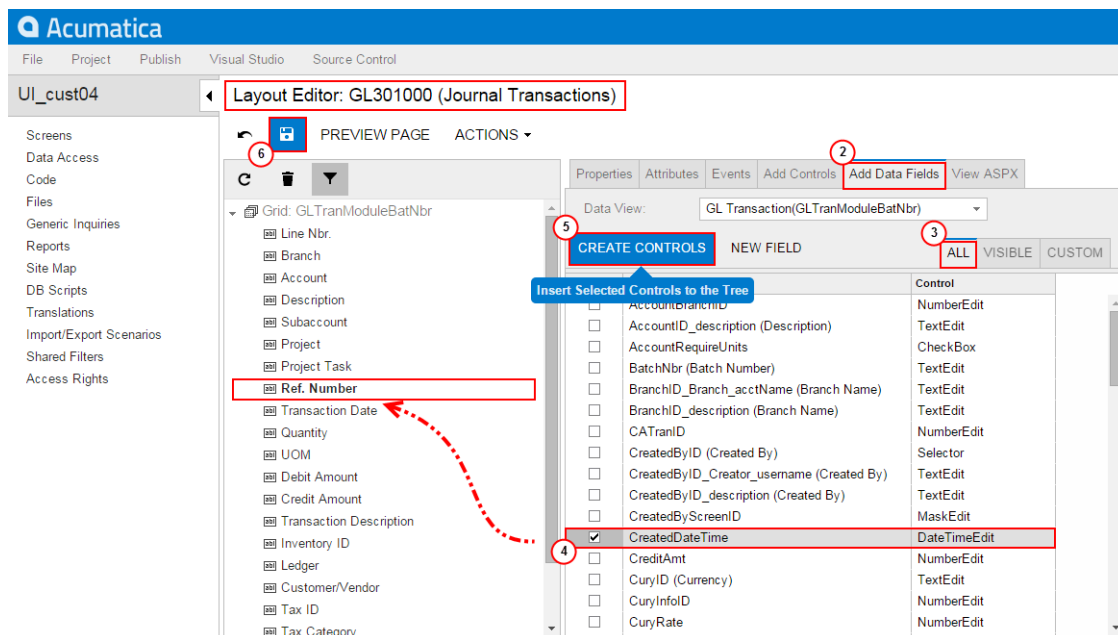 Acumatica
File Project Publish Visual Studio Source Control
UI_cust04
Layout Editor: GL301000 (Journal Transactions)
Screens
Data Access
Code
Files
Generic Inquiries
Reports
Site Map
DB Scripts
Translations
Import/Export Scenarios
Shared Filters
Access Rights
PREVIEW PAGE ACTIONS
6
Grid: GLTranModuleBatNbr
Line Nbr.
Branch
Account
Description
Subaccount
Project
Project Task
Ref. Number
Transaction Date
Quantity
UOM
Debit Amount
Credit Amount
Transaction Description
Inventory ID
Ledger
Customer/Vendor
Tax ID
Tax Category
2
Properties Attributes Events Add Controls Add Data Fields View ASPX
Data View: GL Transaction(GLTranModuleBatNbr)
5
3
CREATE CONTROLS NEW FIELD ALL VISIBLE CUSTOM
Insert Selected Controls to the Tree
Control
AccountBranchID NumberEdit
AccountID_description (Description) TextEdit
AccountRequireUnits CheckBox
BatchNbr (Batch Number) TextEdit
BranchID_Branch_acctName (Branch Name) TextEdit
BranchID_description (Branch Name) TextEdit
CATranID NumberEdit
CreatedByID (Created By) Selector
CreatedByID_Creator_username (Created By) TextEdit
CreatedByID_description (Created By) TextEdit
CreatedByScreenID MaskEdit
4
CreatedDateTime DateTimeEdit
CreditAmt NumberEdit
CuryID (Currency) TextEdit
CuryInfoID NumberEdit
CuryRate NumberEdit